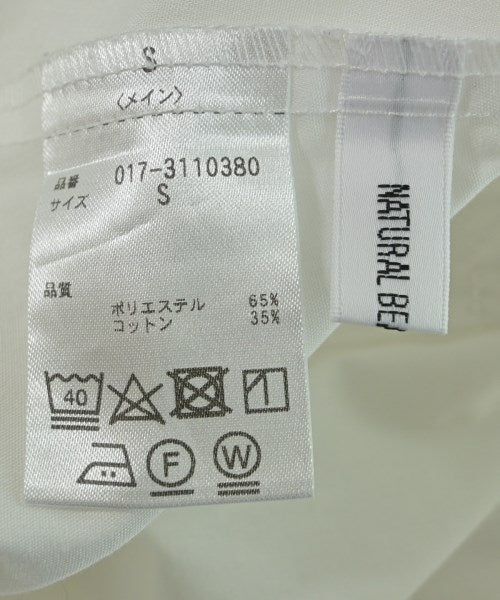 S
〈メイン〉
品番 017-3110380
サイズ S
品質
ポリエステル 65%
コットン 35%
40
F W
NATURAL BEA